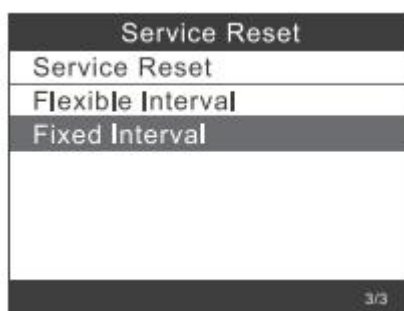 Service Reset
Service Reset
Flexible Interval
Fixed Interval
3/3